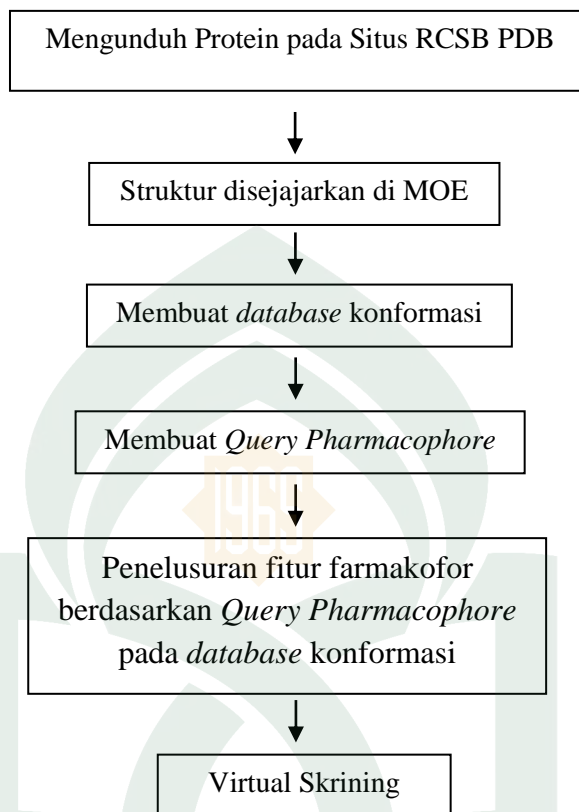 Mengunduh Protein pada Situs RCSB PDB
Struktur disejajarkan di MOE
Membuat database konformasi
Membuat Query Pharmacophore
1969
Penelusuran fitur farmakofor
berdasarkan Query Pharmacophore
pada database konformasi
Virtual Skrining